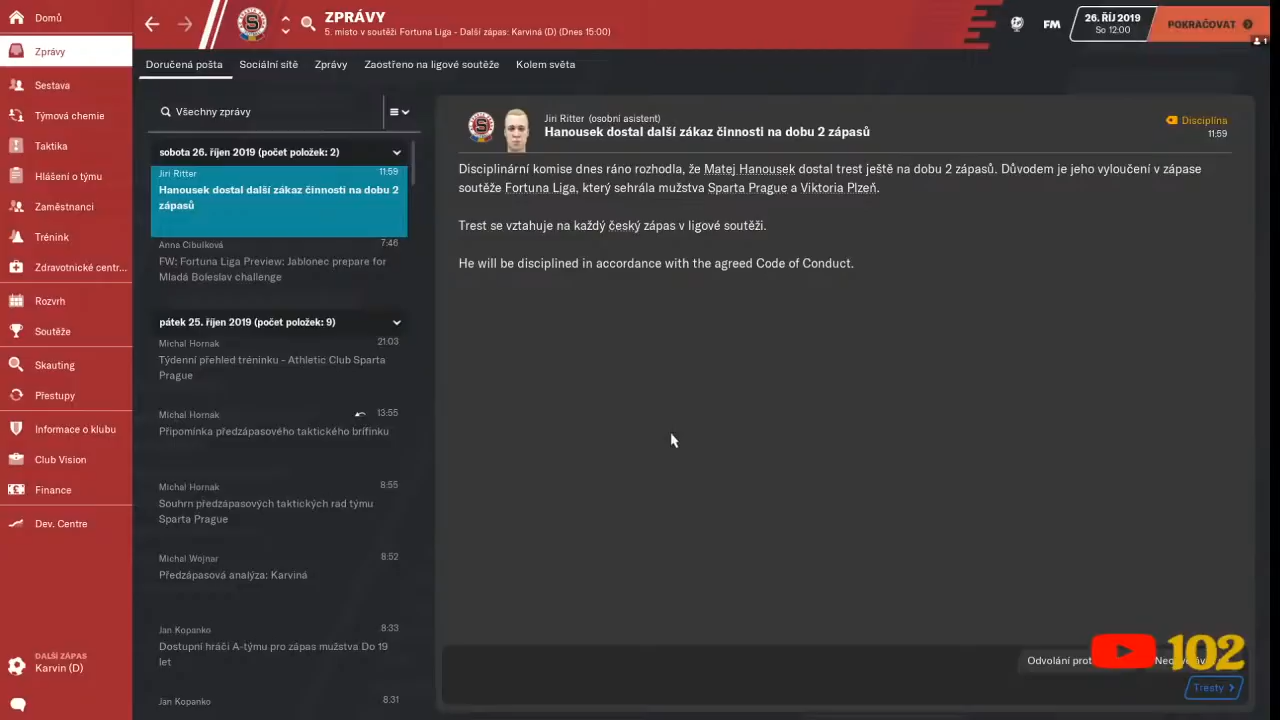 Domů
Zprávy
Sestava
Týmová chemie
Taktika
Hlášení o týmu
Zaměstnanci
Trénink
Zdravotnické centr...
Rozvrh
Soutěže
Skauting
Přestupy
Informace o klubu
Club Vision
Finance
Dev. Centre
DALŠÍ ZÁPAS
Karvin (D)
ZPRÁVY
5. místo v soutěži Fortuna Liga - Další zápas: Karviná (D) (Dnes 15:00)
FM
26. ŘÍJ 2019
So 12:00
POKRAČOVAT
1
Doručená pošta
Sociální sítě
Zprávy
Zaostřeno na ligové soutěže
Kolem světa
Všechny zprávy
sobota 26. říjen 2019 (počet položek: 2)
Jiri Ritter 11:59
Hanousek dostal další zákaz činnosti na dobu 2
zápasů
Anna Cibulková 7:46
FW: Fortuna Liga Preview: Jablonec prepare for
Mladá Boleslav challenge
pátek 25. říjen 2019 (počet položek: 9)
Michal Hornak 21:03
Týdenní přehled tréninku - Athletic Club Sparta
Prague
Michal Hornak 13:55
Připomínka předzápasového taktického brífinku
Michal Hornak 8:55
Souhrn předzápasových taktických rad týmu
Sparta Prague
Michal Wojnar 8:52
Předzápasová analýza: Karviná
Jan Kopanko 8:33
Dostupní hráči A-týmu pro zápas mužstva Do 19
let
Jan Kopanko 8:31
Jiri Ritter (osobní asistent)
Hanousek dostal další zákaz činnosti na dobu 2 zápasů
Disciplína
11:59
Disciplinární komise dnes ráno rozhodla, že Matej Hanousek dostal trest ještě na dobu 2 zápasů. Důvodem je jeho vyloučení v zápase
soutěže Fortuna Liga, který sehrála mužstva Sparta Prague a Viktoria Plzeň.
Trest se vztahuje na každý český zápas v ligové soutěži.
He will be disciplined in accordance with the agreed Code of Conduct.
Odvolání
102
Tresty